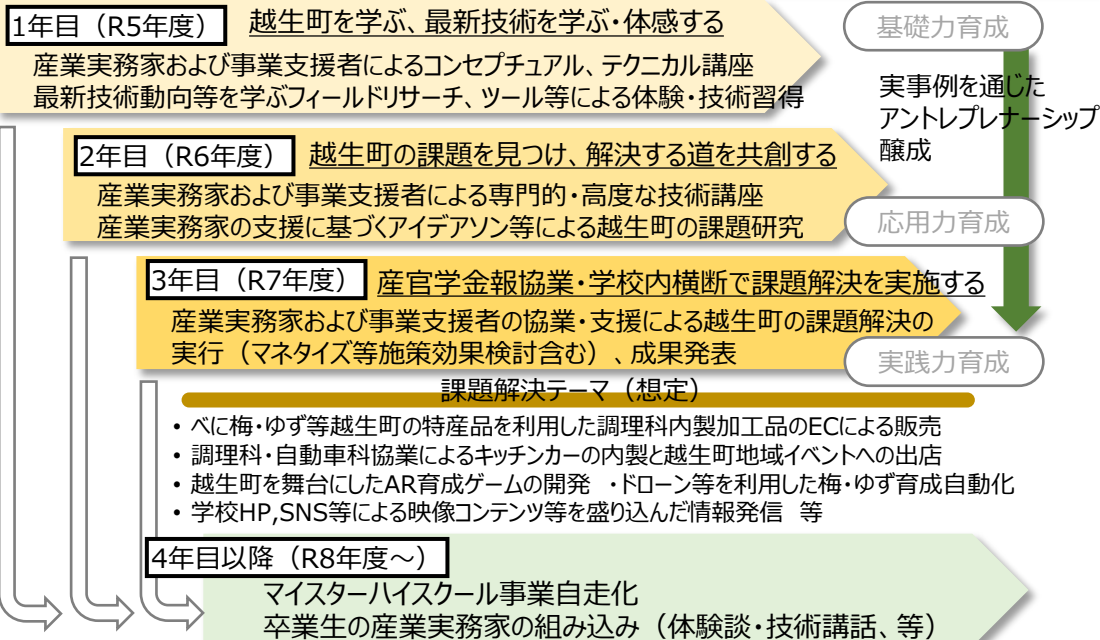 1年目（R5年度） 越生町を学ぶ、最新技術を学ぶ・体感する
産業実務家および事業支援者によるコンセプチュアル、テクニカル講座
最新技術動向等を学ぶフィールドリサーチ、ツール等による体験・技術習得
基礎力育成
実事例を通じた
アントレプレナーシップ
醸成
2年目（R6年度） 越生町の課題を見つけ、解決する道を共創する
産業実務家および事業支援者による専門的・高度な技術講座
産業実務家の支援に基づくアイデアソン等による越生町の課題研究
応用力育成
3年目（R7年度） 産官学金報協業・学校内横断で課題解決を実施する
産業実務家および事業支援者の協業・支援による越生町の課題解決の
実行（マネタイズ等施策効果検討含む）、成果発表
実践力育成
課題解決テーマ（想定）
• べに梅・ゆず等越生町の特産品を利用した調理科内製加工品のECによる販売
• 調理科・自動車科協業によるキッチンカーの内製と越生町地域イベントへの出店
• 越生町を舞台にしたAR育成ゲームの開発 ・ドローン等を利用した梅・ゆず育成自動化
• 学校HP,SNS等による映像コンテンツ等を盛り込んだ情報発信 等
4年目以降（R8年度～）
マイスターハイスクール事業自走化
卒業生の産業実務家の組み込み（体験談・技術講話、等）